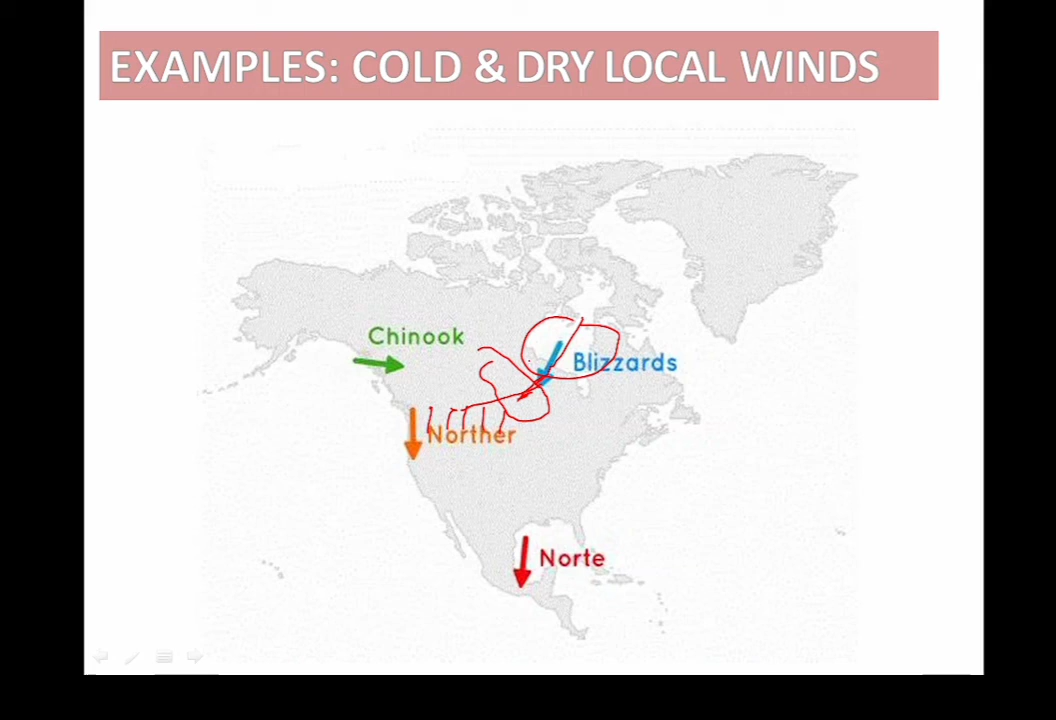 EXAMPLES: COLD & DRY LOCAL WINDS
Chinook
Blizzards
Norther
Norte